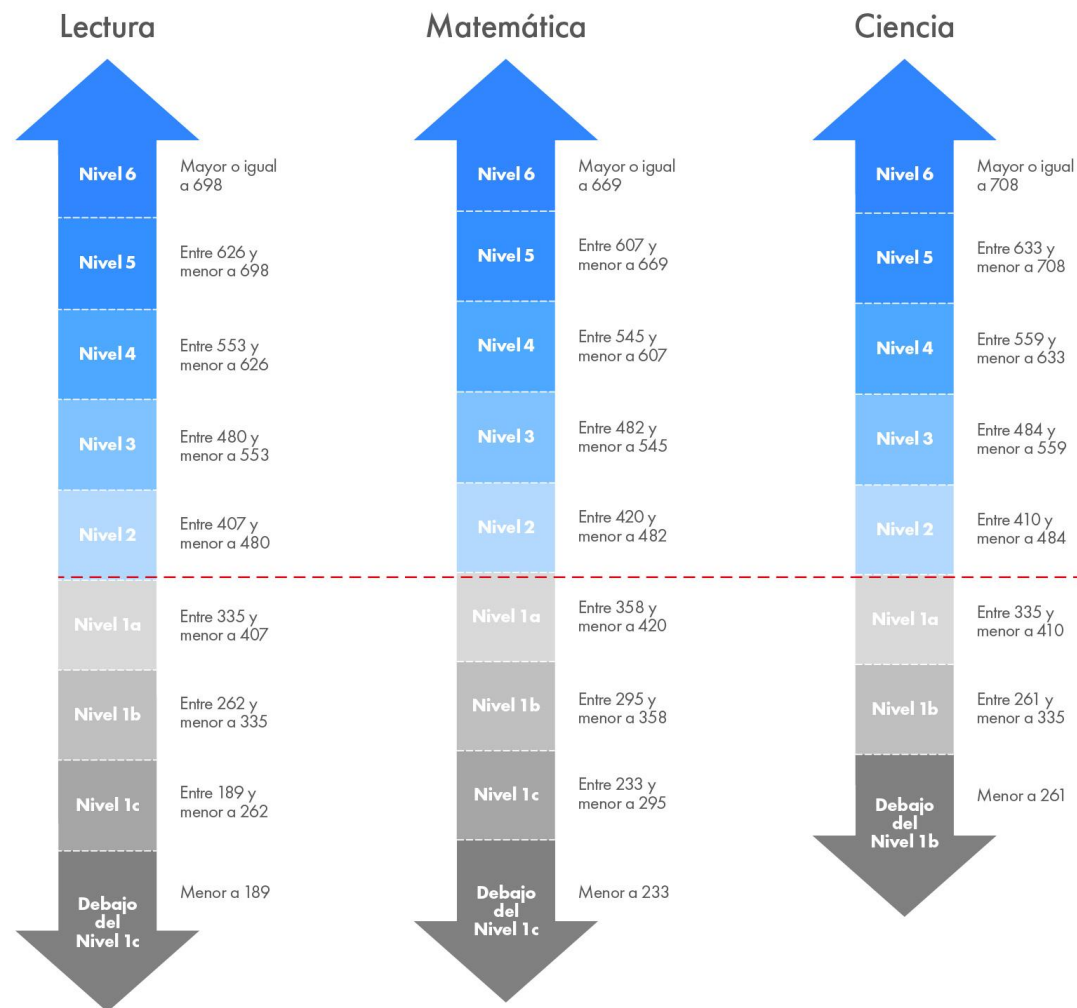 Lectura
Nivel 6
Mayor o igual
a 698
Nivel 5
Entre 626 y
menor a 698
Nivel 4
Entre 553 y
menor a 626
Nivel 3
Entre 480 y
menor a 553
Nivel 2
Entre 407 y
menor a 480
Nivel 1a
Entre 335 y
menor a 407
Nivel 1b
Entre 262 y
menor a 335
Nivel 1c
Entre 189 y
menor a 262
Debajo
del
Nivel 1c
Menor a 189
Matemática
Nivel 6
Mayor o igual
a 669
Nivel 5
Entre 607 y
menor a 669
Nivel 4
Entre 545 y
menor a 607
Nivel 3
Entre 482 y
menor a 545
Nivel 2
Entre 420 y
menor a 482
Nivel 1a
Entre 358 y
menor a 420
Nivel 1b
Entre 295 y
menor a 358
Nivel 1c
Entre 233 y
menor a 295
Debajo
del
Nivel 1c
Menor a 233
Ciencia
Nivel 6
Mayor o igual
a 708
Nivel 5
Entre 633 y
menor a 708
Nivel 4
Entre 559 y
menor a 633
Nivel 3
Entre 484 y
menor a 559
Nivel 2
Entre 410 y
menor a 484
Nivel 1a
Entre 335 y
menor a 410
Nivel 1b
Entre 261 y
menor a 335
Debajo
del
Nivel 1b
Menor a 261